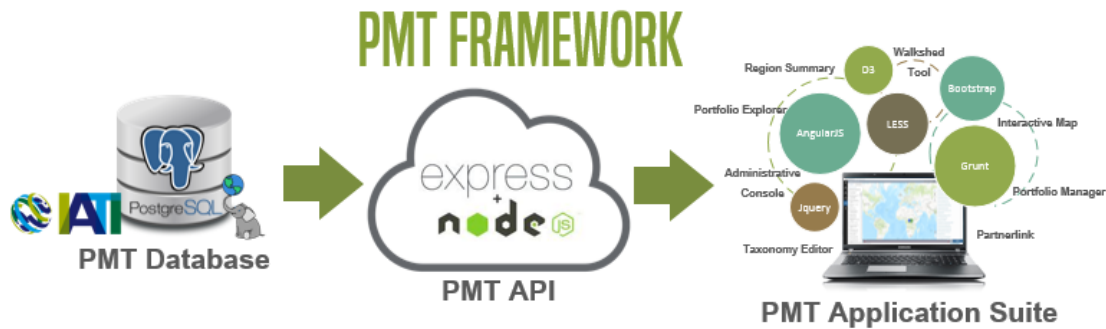 PMT FRAMEWORK
IATI
PostgreSQL
PMT Database
express
+
node
JS
PMT API
Walkshed
Tool
Region Summary
D3
Bootstrap
Portfolio Explorer
AngularJS
LESS
Interactive Map
Grunt
Administrative
Console
Jquery
Portfolio Manager
Taxonomy Editor
Partnerlink
PMT Application Suite